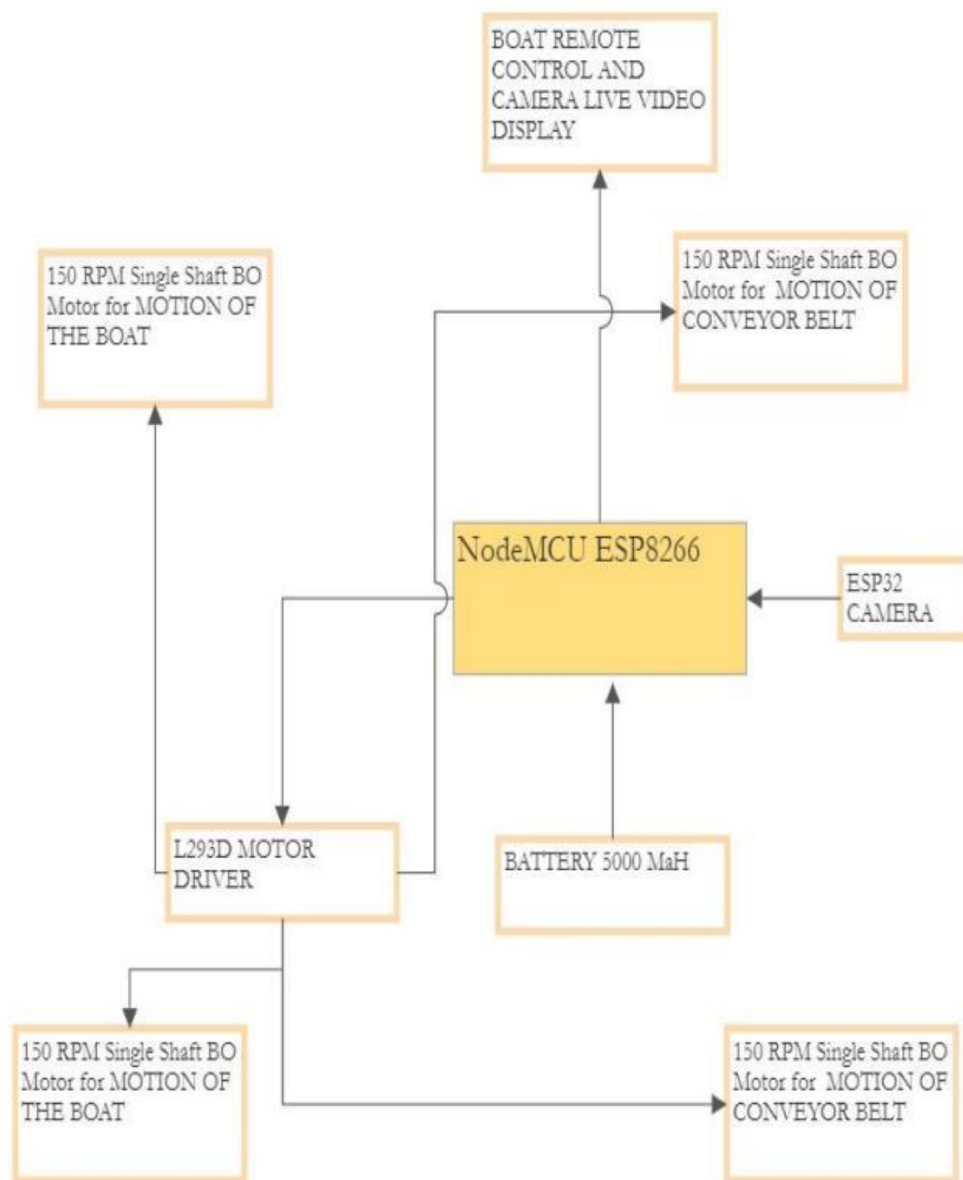 BOAT REMOTE
CONTROL AND
CAMERA LIVE VIDEO
DISPLAY
150 RPM Single Shaft BO
Motor for MOTION OF
THE BOAT
150 RPM Single Shaft BO
Motor for MOTION OF
CONVEYOR BELT
NodeMCU ESP8266
ESP32
CAMERA
L293D MOTOR
DRIVER
BATTERY 5000 MaH
150 RPM Single Shaft BO
Motor for MOTION OF
THE BOAT
150 RPM Single Shaft BO
Motor for MOTION OF
CONVEYOR BELT